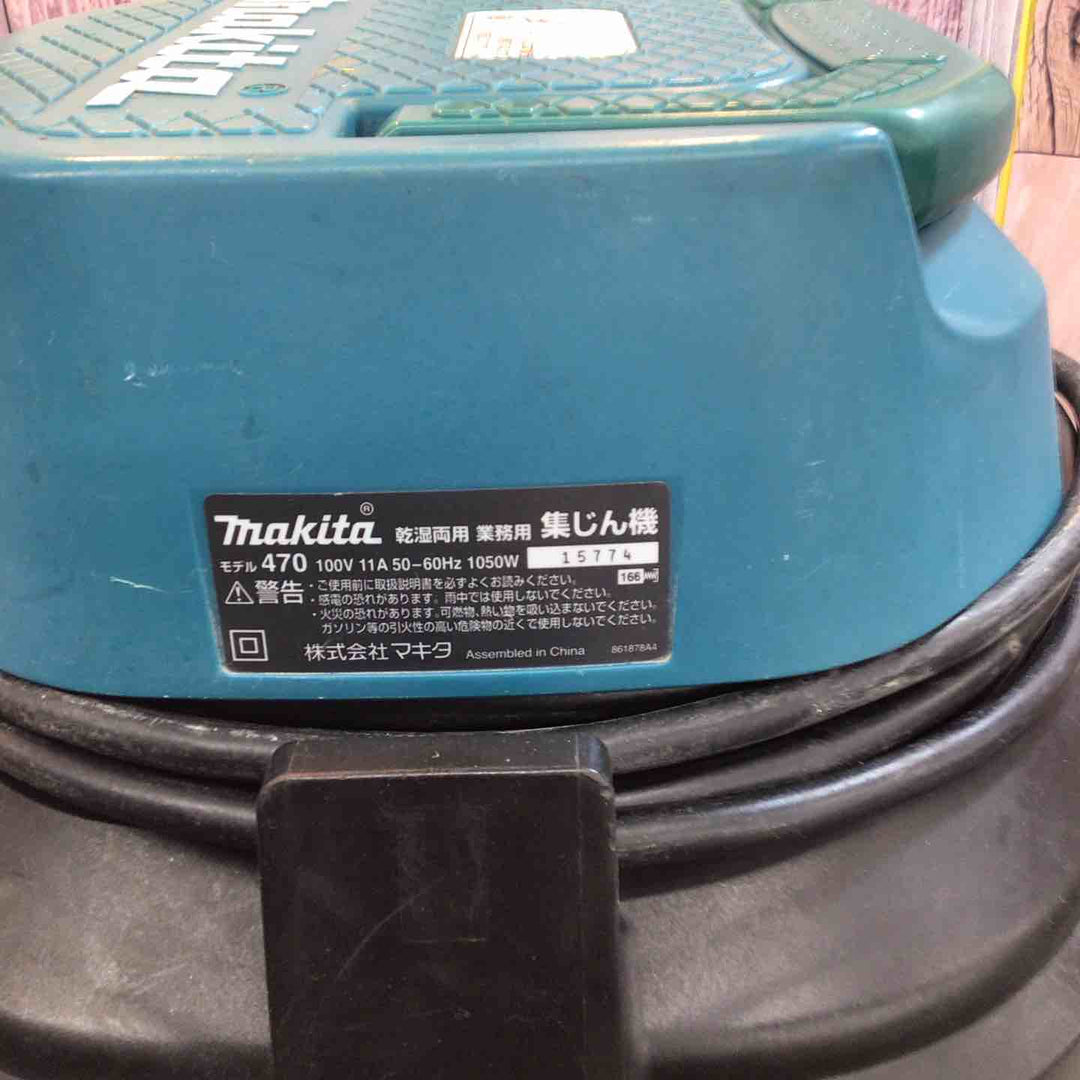 makita®
makita® 乾湿両用 業務用 集じん機
モデル 470 100V 11A 50-60Hz 1050W 15774
166
警告 ・ご使用前に取扱説明書を必ずよくお読みください。
・感電の恐れがあります。雨中では使用しないでください。
・火災の恐れがあります。可燃物、熱い物を吸い込まないでください。
ガソリン等の引火性の高い危険物の近くで使用しないでください。
株式会社マキタ Assembled in China 861878A4